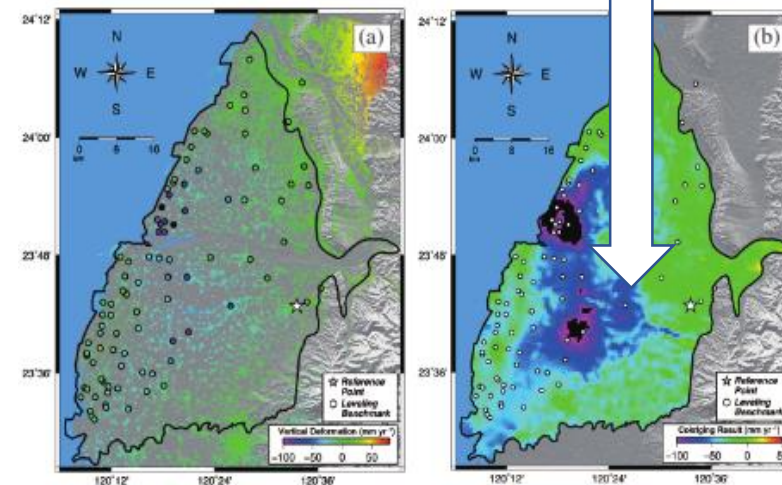 24°12'
(a)
N
W E
S
0 8 16
km
24°00'
23°48'
23°36'
Reference
Point
Leveling
Benchmark
Vertical Deformation (mm yr⁻¹)
-100 -50 0 50
120°12' 120°24' 120°36'
24°12'
(b)
N
W E
S
0 8 16
km
24°00'
23°48'
23°36'
Reference
Point
Leveling
Benchmark
Cokriging Result (mm yr⁻¹)
-100 -50 0 5
120°12' 120°24' 120°36'